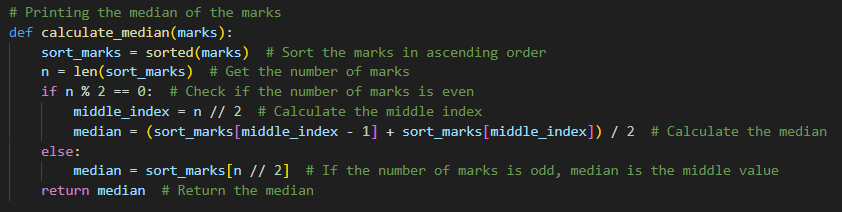 # Printing the median of the marks
def calculate_median(marks):
    sort_marks = sorted(marks)  # Sort the marks in ascending order
    n = len(sort_marks)  # Get the number of marks
    if n % 2 == 0:  # Check if the number of marks is even
        middle_index = n // 2  # Calculate the middle index
        median = (sort_marks[middle_index - 1] + sort_marks[middle_index]) / 2  # Calculate the median
    else:
        median = sort_marks[n // 2]  # If the number of marks is odd, median is the middle value
    return median  # Return the median